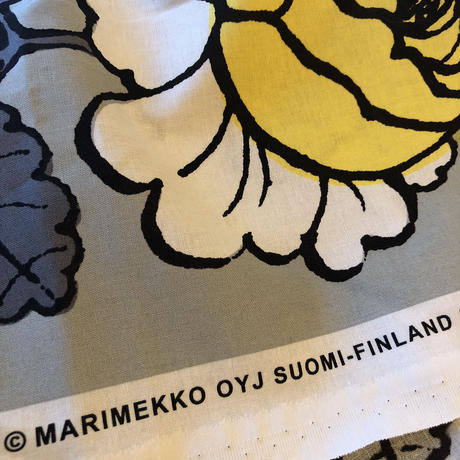 © MARIMEKKO OYJ SUOMI-FINLAND